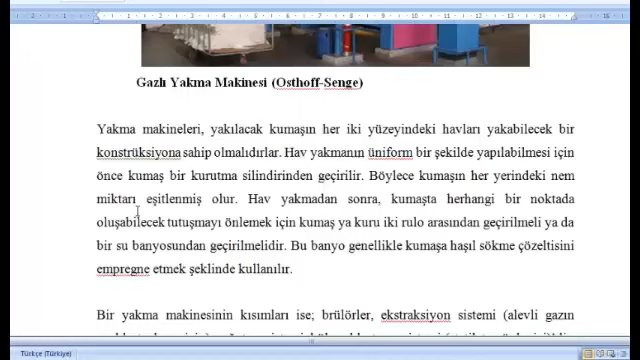 Gazlı Yakma Makinesi (Osthoff-Senge)
Yakma makineleri, yakılacak kumaşın her iki yüzeyindeki havları yakabilecek bir
konstrüksiyona sahip olmalıdırlar. Hav yakmanın üniform bir şekilde yapılabilmesi için
önce kumaş bir kurutma silindirinden geçirilir. Böylece kumaşın her yerindeki nem
miktarı eşitlenmiş olur. Hav yakmadan sonra, kumaşta herhangi bir noktada
oluşabilecek tutuşmayı önlemek için kumaş ya kuru iki rulo arasından geçirilmeli ya da
bir su banyosundan geçirilmelidir. Bu banyo genellikle kumaşa haşıl sökme çözeltisini
empregne etmek şeklinde kullanılır.
Bir yakma makinesinin kısımları ise; brülörler, ekstraksiyon sistemi (alevli gazın
Türkçe (Türkiye)